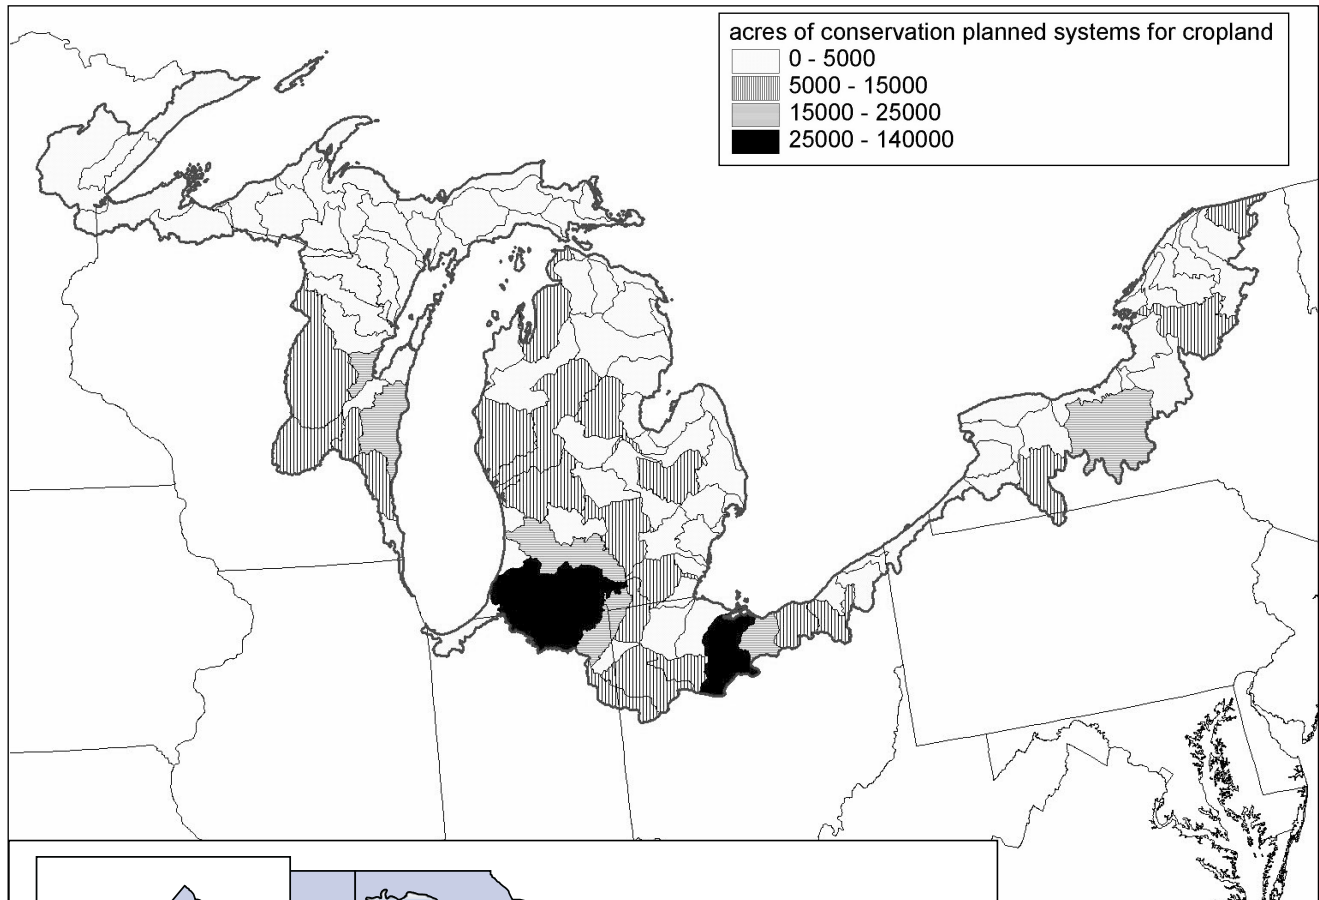 acres of conservation planned systems for cropland
0 - 5000
5000 - 15000
15000 - 25000
25000 - 140000